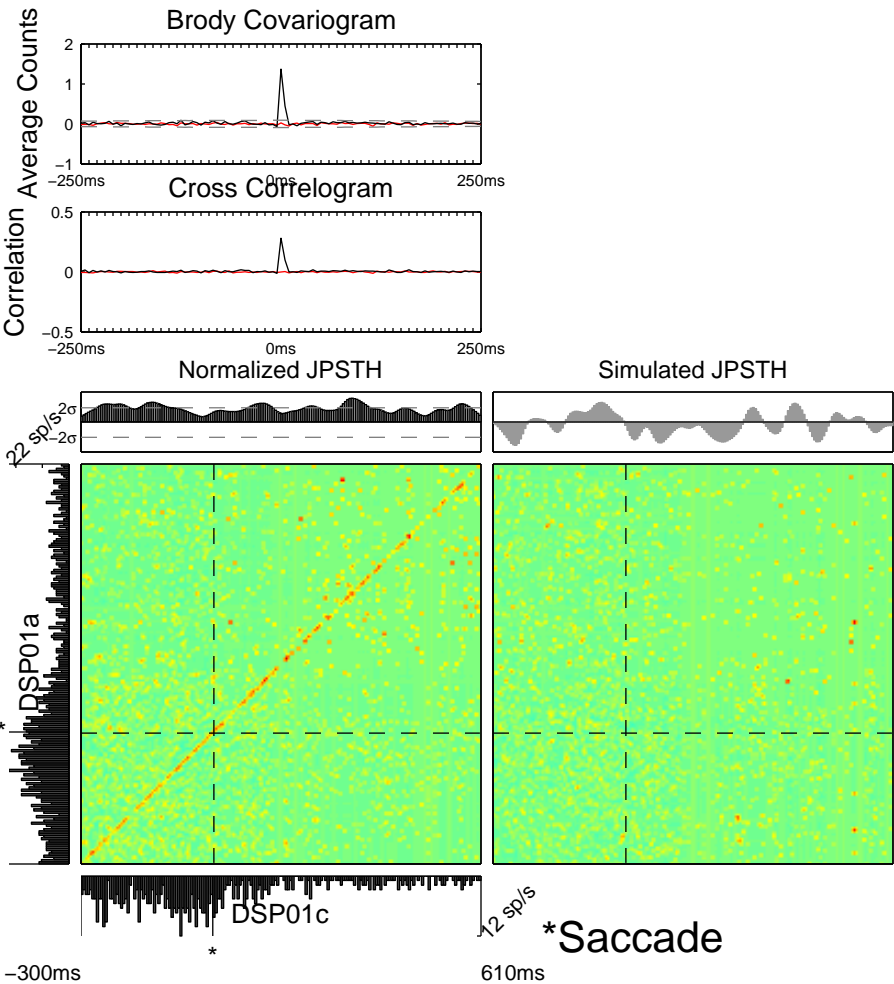 Brody Covariogram
Average Counts
2
1
0
−1
−250ms
0ms
250ms
Cross Correlogram
Correlation
0.5
0
−0.5
−250ms
0ms
250ms
Normalized JPSTH
Simulated JPSTH
22 sp/s
2σ
−2σ
DSP01a
*
DSP01c
12 sp/s
*
*Saccade
−300ms
610ms